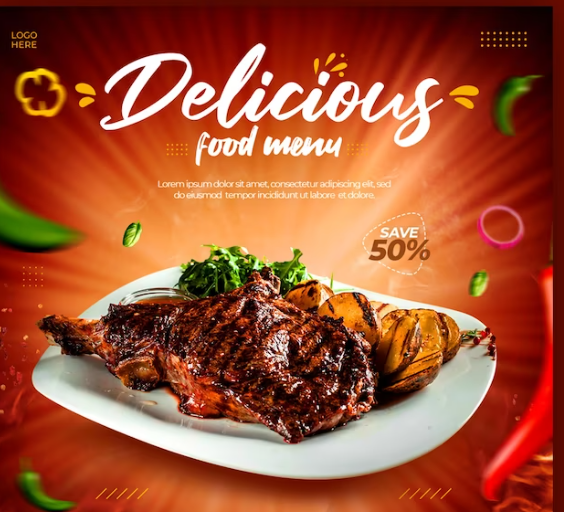 LOGO
HERE
Delicious
food menu
Lorem ipsum dolor sit amet, consectetur adipiscing elit, sed
do eiusmod tempor incididunt ut labore et dolore.
SAVE
50%